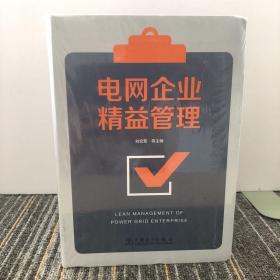 电网企业
精益管理
LEAN MANAGEMENT OF
POWER GRID ENTERPRISE